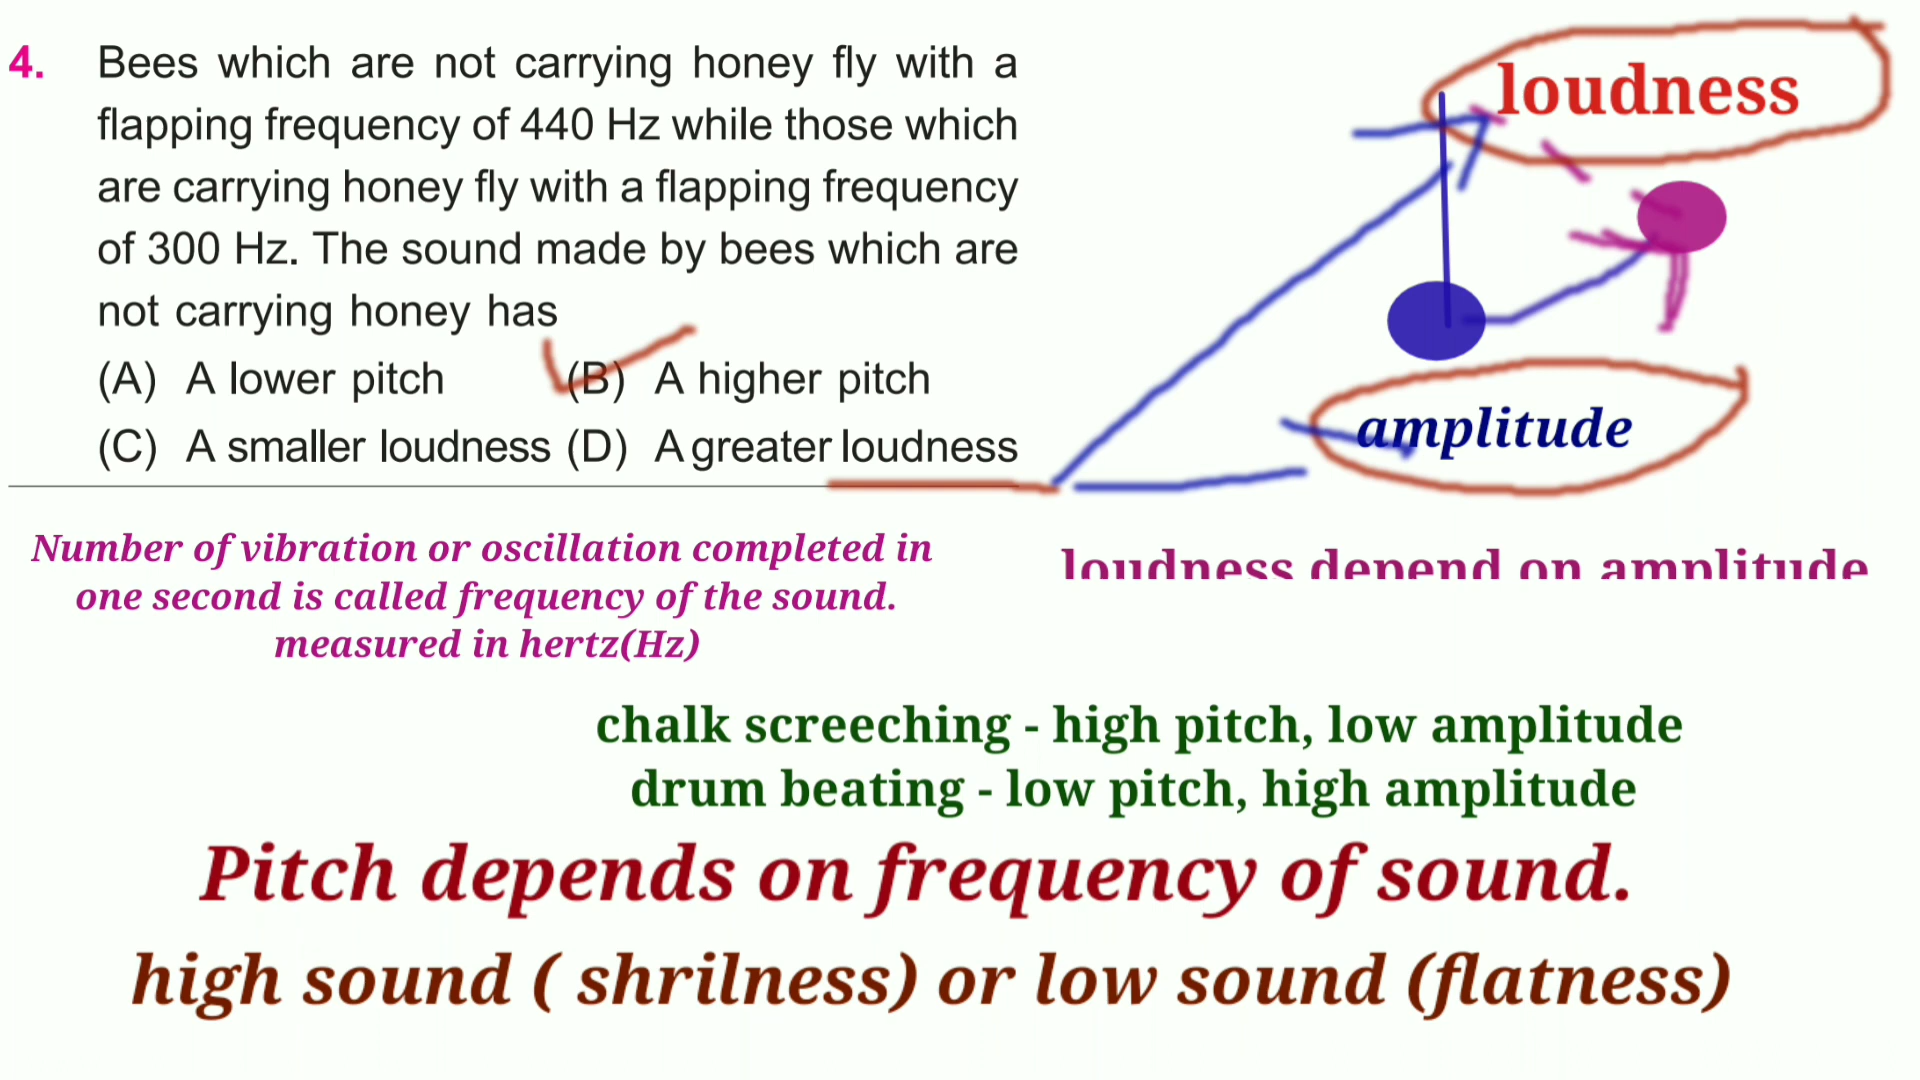 4. Bees which are not carrying honey fly with a
flapping frequency of 440 Hz while those which
are carrying honey fly with a flapping frequency
of 300 Hz. The sound made by bees which are
not carrying honey has
(A) A lower pitch (B) A higher pitch
(C) A smaller loudness (D) A greater loudness
loudness
amplitude
Number of vibration or oscillation completed in
one second is called frequency of the sound.
measured in hertz(Hz)
loudness depend on amplitude
chalk screeching - high pitch, low amplitude
drum beating - low pitch, high amplitude
Pitch depends on frequency of sound.
high sound ( shrilness) or low sound (flatness)